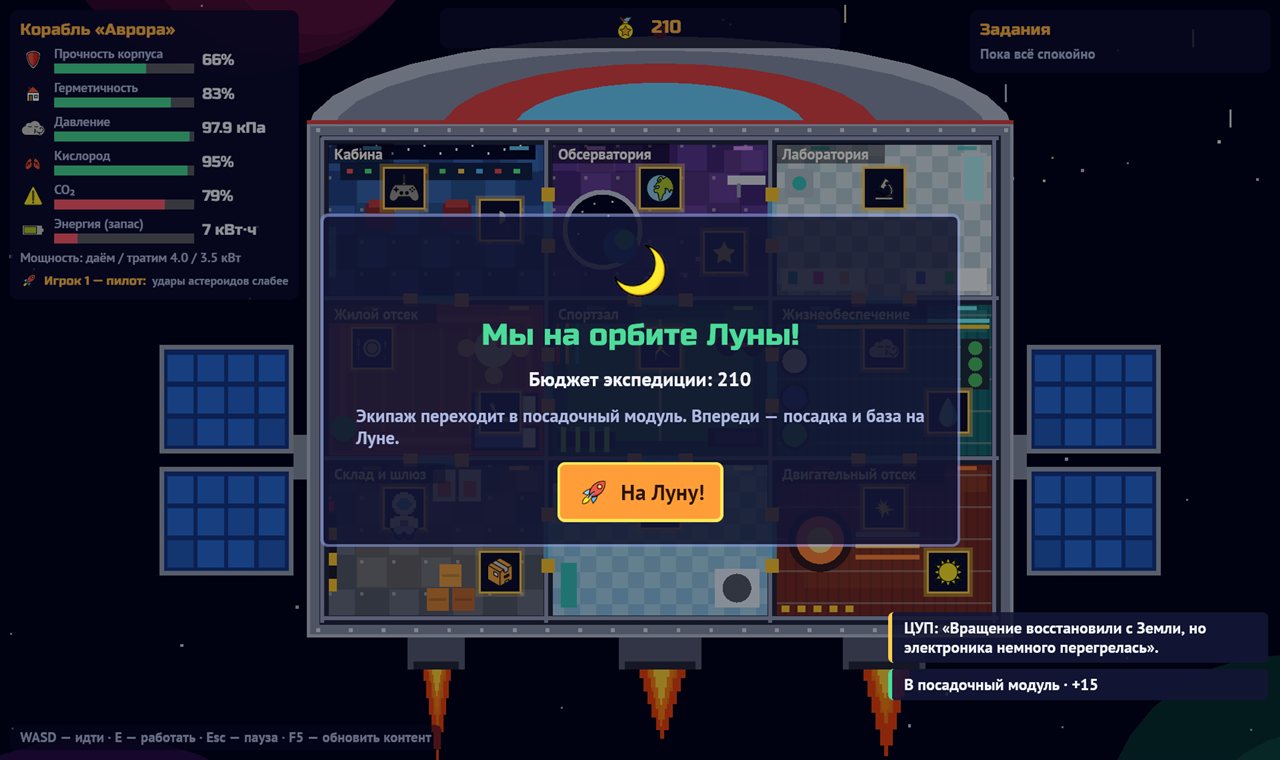 Корабль «Аврора»
Прочность корпуса
66%
Герметичность
83%
Давление
97.9 кПа
Кислород
95%
CO₂
79%
Энергия (запас)
7 кВт·ч
Мощность: даём / тратим 4.0 / 3.5 кВт
Игрок 1 — пилот: удары астероидов слабее
210
Задания
Пока всё спокойно
Кабина
Обсерватория
Лаборатория
Жилой отсек
Спортзал
Жизнеобеспечение
Мы на орбите Луны!
Бюджет экспедиции: 210
Экипаж переходит в посадочный модуль. Впереди — посадка и база на
Луне.
Склад и шлюз
Двигательный отсек
На Луну!
ЦУП: «Вращение восстановили с Земли, но
электроника немного перегрелась».
В посадочный модуль · +15
WASD — идти · E — работать · Esc — пауза · F5 — обновить контент